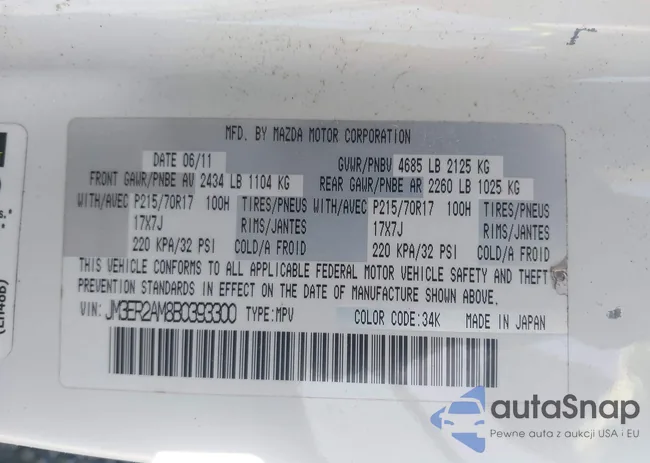 MFD. BY MAZDA MOTOR CORPORATION
DATE 06/11 GVWR/PNBV 4685 LB 2125 KG
FRONT GAWR/PNBE AV 2434 LB 1104 KG REAR GAWR/PNBE AR 2260 LB 1025 KG
WITH/AVEC P215/70R17 100H TIRES/PNEUS WITH/AVEC P215/70R17 100H TIRES/PNEUS
17X7J RIMS/JANTES 17X7J RIMS/JANTES
220 KPA/32 PSI COLD/A FROID 220 KPA/32 PSI COLD/A FROID
THIS VEHICLE CONFORMS TO ALL APPLICABLE FEDERAL MOTOR VEHICLE SAFETY AND THEFT
PREVENTION STANDARDS IN EFFECT ON THE DATE OF MANUFACTURE SHOWN ABOVE.
VIN: JM3ER2AM8B0393300 TYPE:MPV COLOR CODE:34K MADE IN JAPAN
autaSnap
Pewne auta z aukcji USA i EU